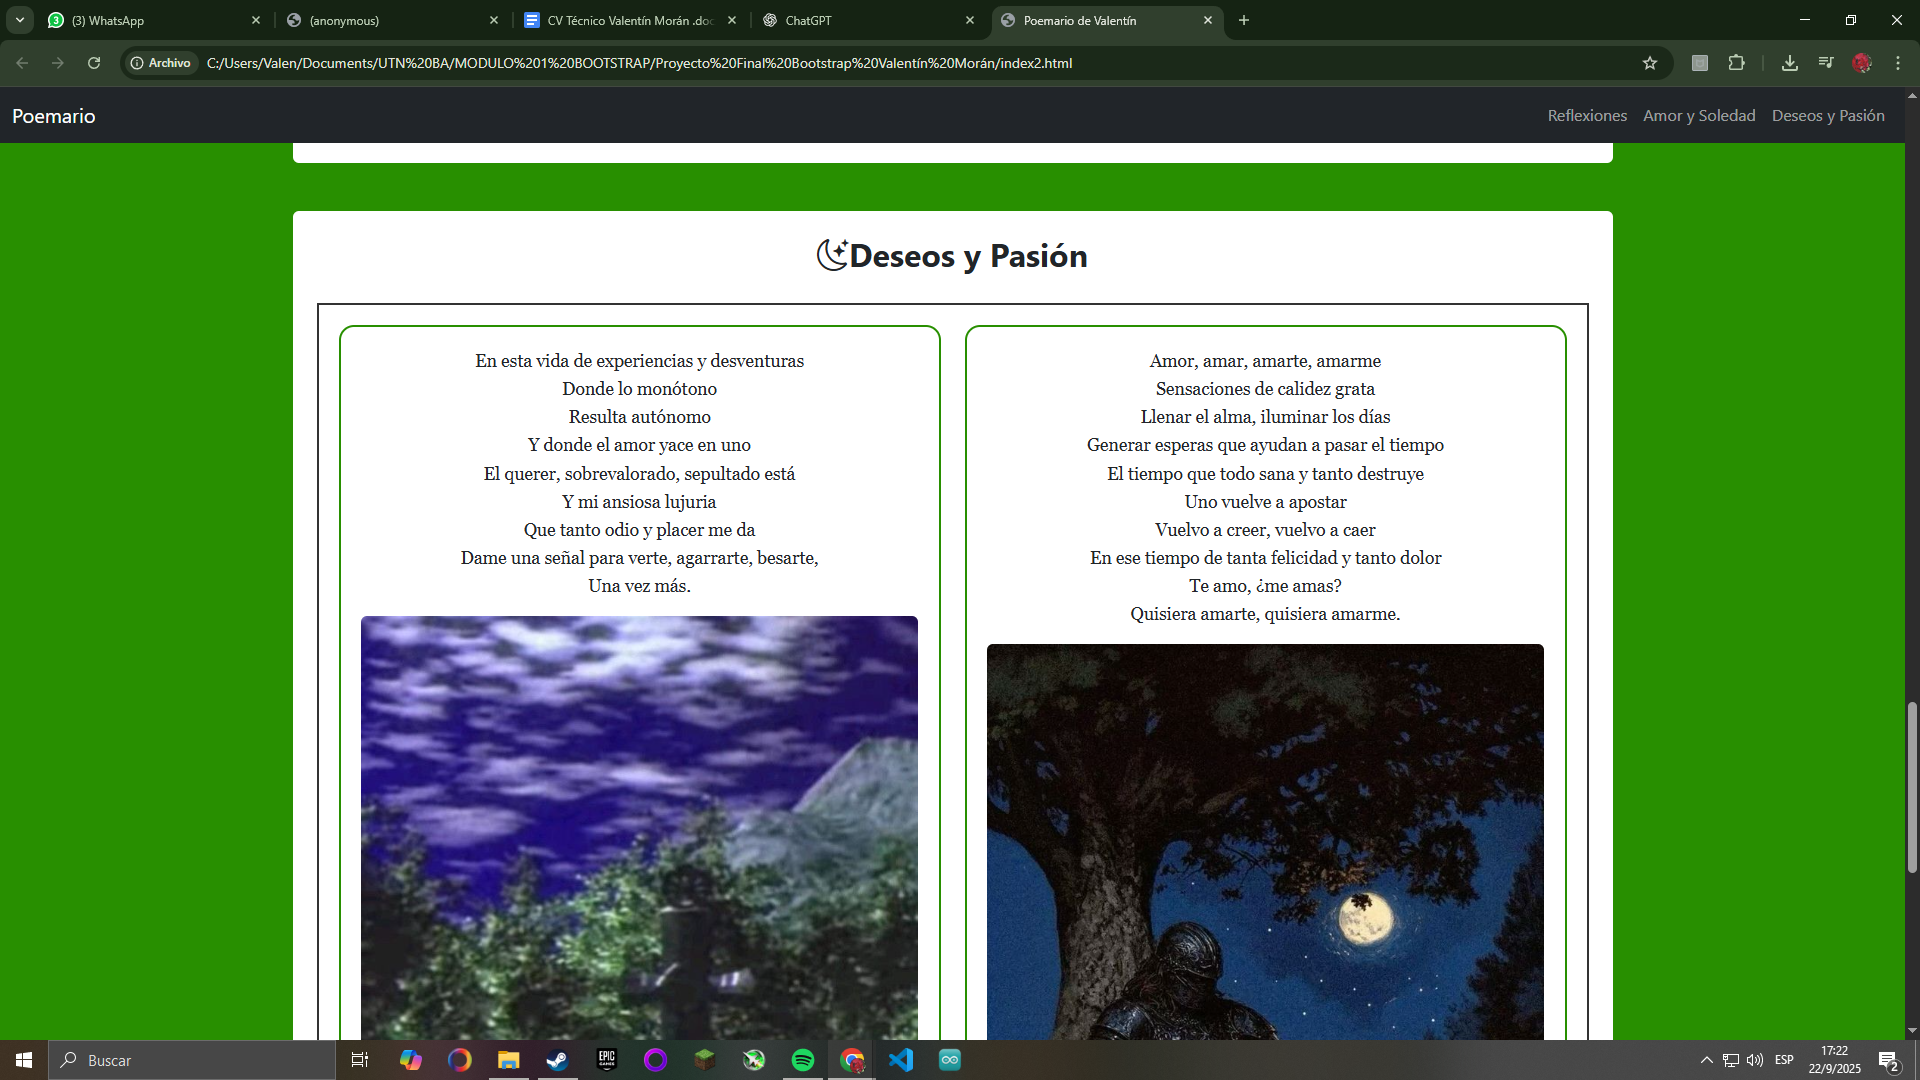 (3) WhatsApp
(anonymous)
CV Técnico Valentín Morán .doc
ChatGPT
Poemario de Valentín
Archivo
C:/Users/Valen/Documents/UTN%20BA/MODULO%201%20BOOTSTRAP/Proyecto%20Final%20Bootstrap%20Valentín%20Morán/index2.html
Poemario
Reflexiones
Amor y Soledad
Deseos y Pasión
Deseos y Pasión
En esta vida de experiencias y desventuras
Donde lo monótono
Resulta autónomo
Y donde el amor yace en uno
El querer, sobrevalorado, sepultado está
Y mi ansiosa lujuria
Que tanto odio y placer me da
Dame una señal para verte, agarrarte, besarte,
Una vez más.
Amor, amar, amarte, amarme
Sensaciones de calidez grata
Llenar el alma, iluminar los días
Generar esperas que ayudan a pasar el tiempo
El tiempo que todo sana y tanto destruye
Uno vuelve a apostar
Vuelvo a creer, vuelvo a caer
En ese tiempo de tanta felicidad y tanto dolor
Te amo, ¿me amas?
Quisiera amarte, quisiera amarme.
Buscar
EPIC
GAMES
ESP
17:22
22/9/2025
2